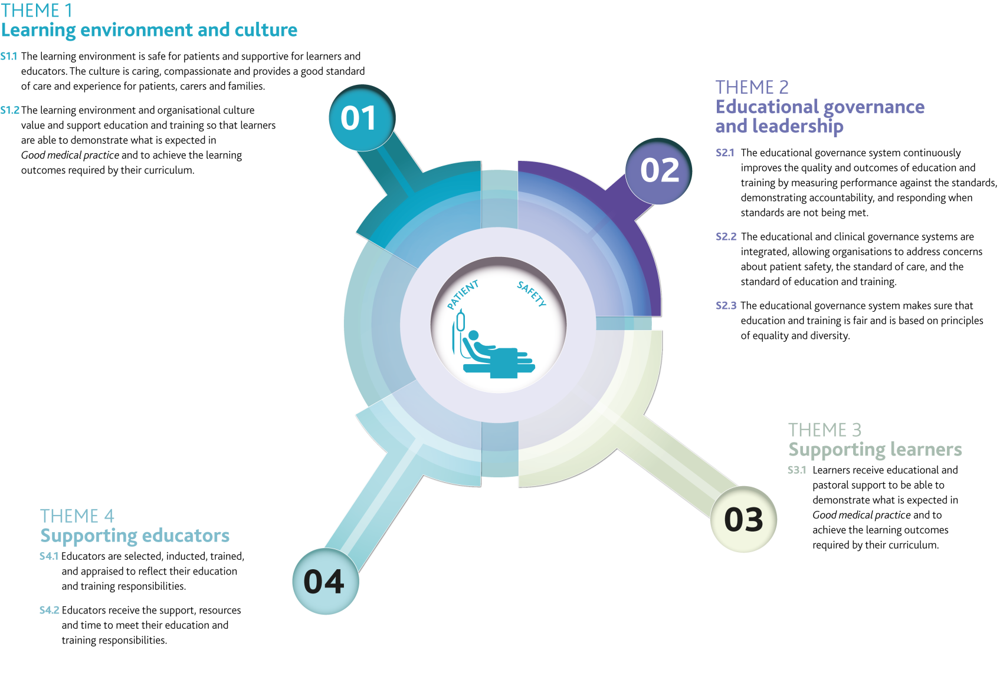 THEME 1
Learning environment and culture
S1.1 The learning environment is safe for patients and supportive for learners and
educators. The culture is caring, compassionate and provides a good standard
of care and experience for patients, carers and families.
S1.2 The learning environment and organisational culture
value and support education and training so that learners
are able to demonstrate what is expected in
Good medical practice and to achieve the learning
outcomes required by their curriculum.
01
THEME 2
Educational governance
and leadership
S2.1 The educational governance system continuously
improves the quality and outcomes of education and
training by measuring performance against the standards,
demonstrating accountability, and responding when
standards are not being met.
S2.2 The educational and clinical governance systems are
integrated, allowing organisations to address concerns
about patient safety, the standard of care, and the
standard of education and training.
S2.3 The educational governance system makes sure that
education and training is fair and is based on principles
of equality and diversity.
02
PATIENT SAFETY
THEME 3
Supporting learners
S3.1 Learners receive educational and
pastoral support to be able to
demonstrate what is expected in
Good medical practice and to
achieve the learning outcomes
required by their curriculum.
03
THEME 4
Supporting educators
S4.1 Educators are selected, inducted, trained,
and appraised to reflect their education
and training responsibilities.
S4.2 Educators receive the support, resources
and time to meet their education and
training responsibilities.
04